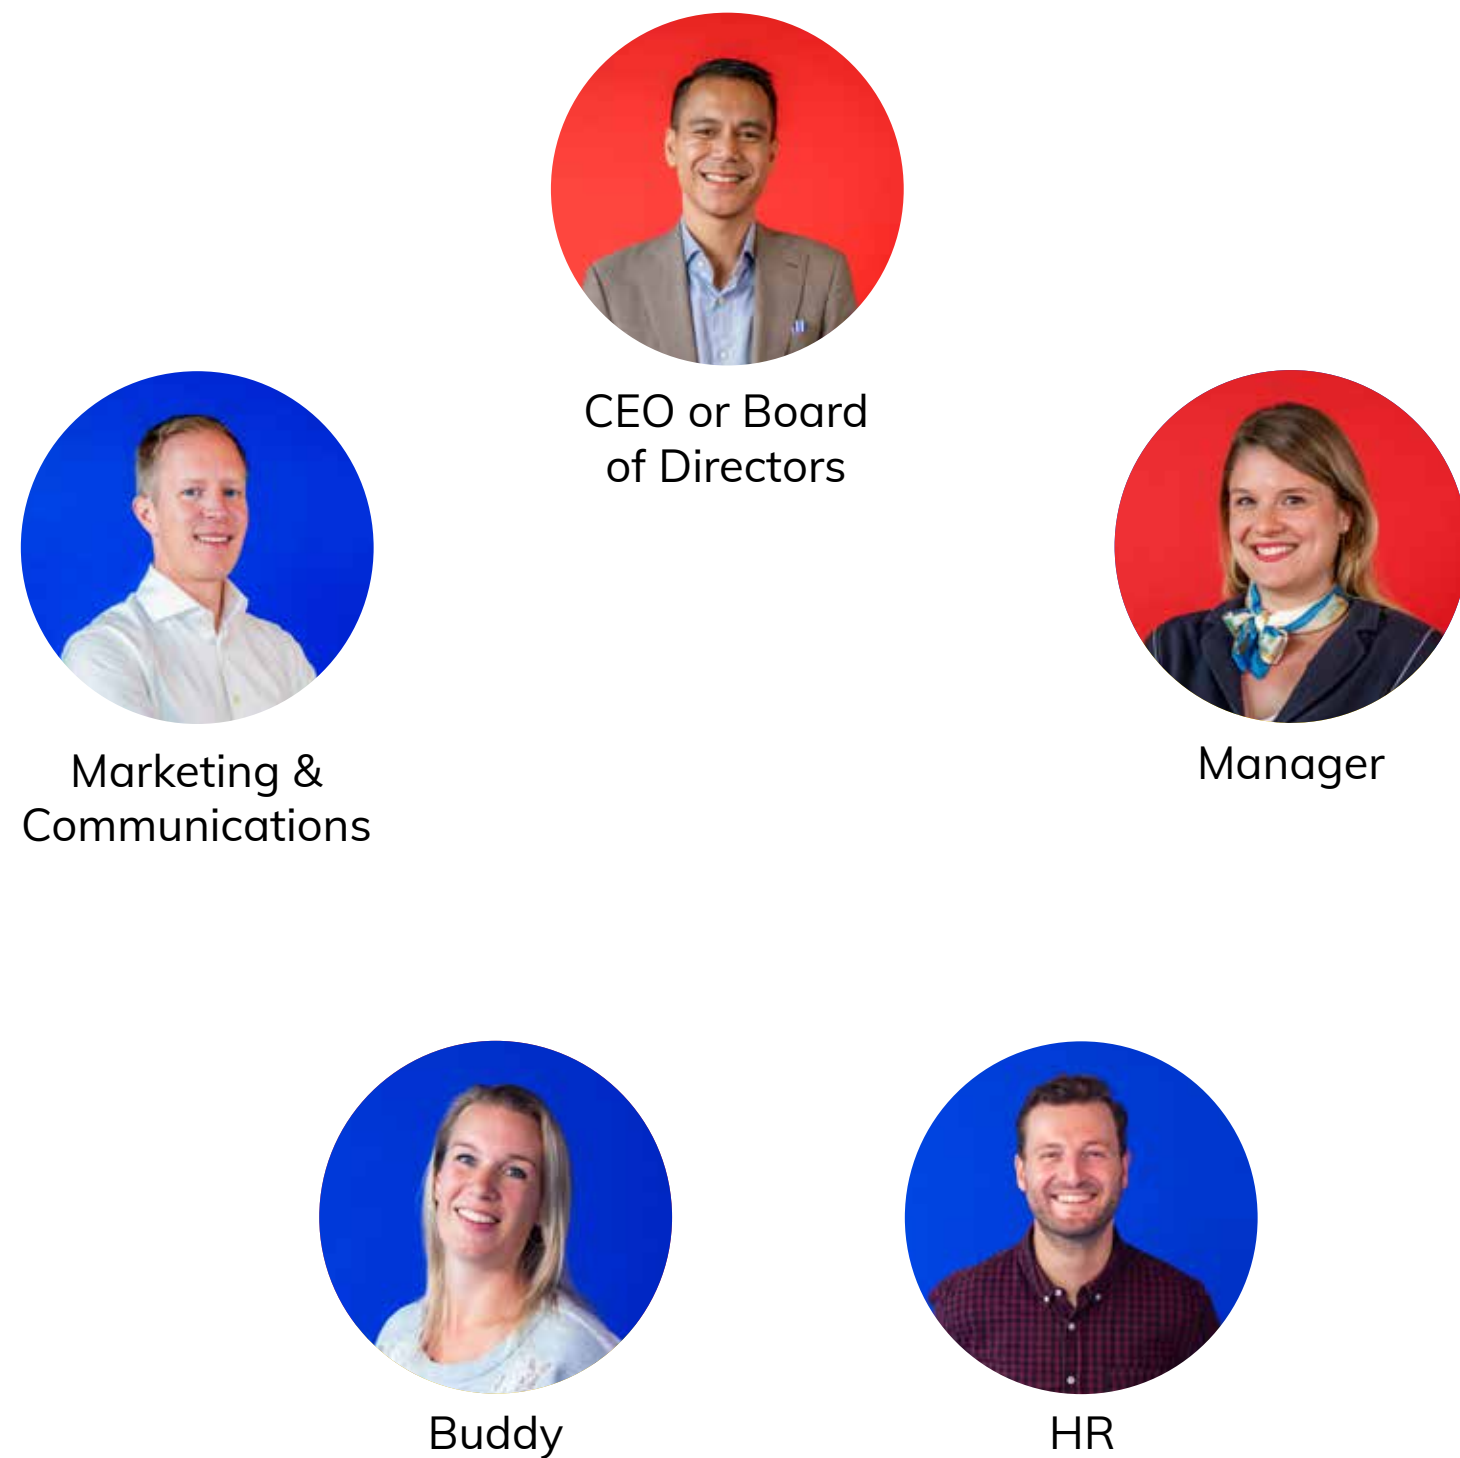 CEO or Board
of Directors
Marketing &
Communications
Manager
Buddy
HR